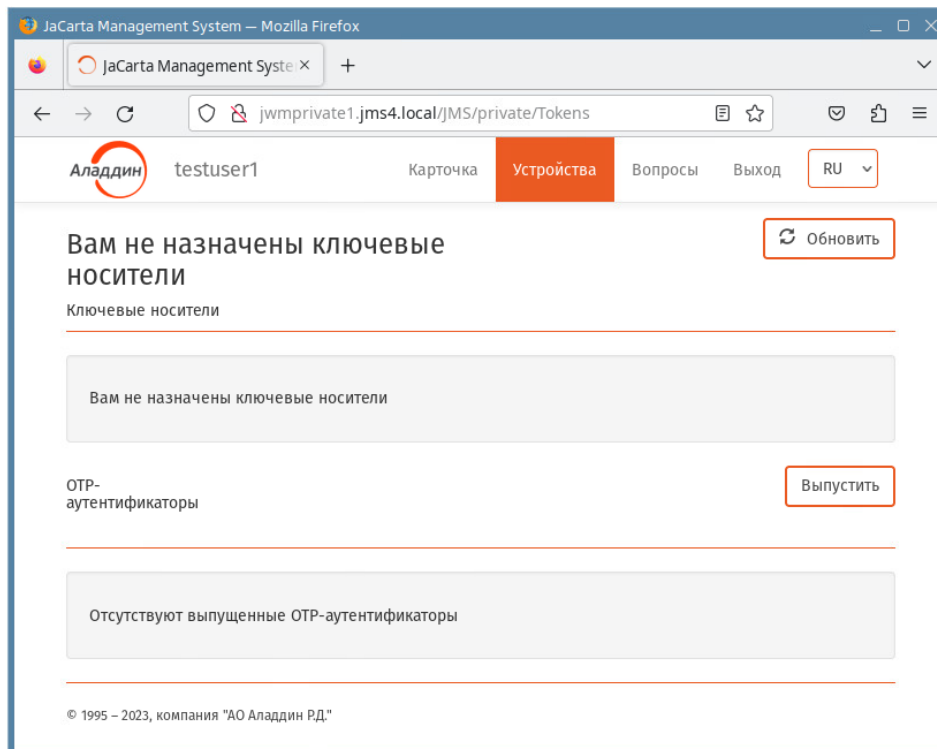 JaCarta Management System — Mozilla Firefox
JaCarta Management Syste
jwmprivate1.jms4.local/JMS/private/Tokens
Аладдин testuser1 Карточка Устройства Вопросы Выход RU
Вам не назначены ключевые
носители
Обновить
Ключевые носители
Вам не назначены ключевые носители
OTP-
аутентификаторы
Выпустить
Отсутствуют выпущенные OTP-аутентификаторы
© 1995 – 2023, компания "АО Аладдин Р.Д."